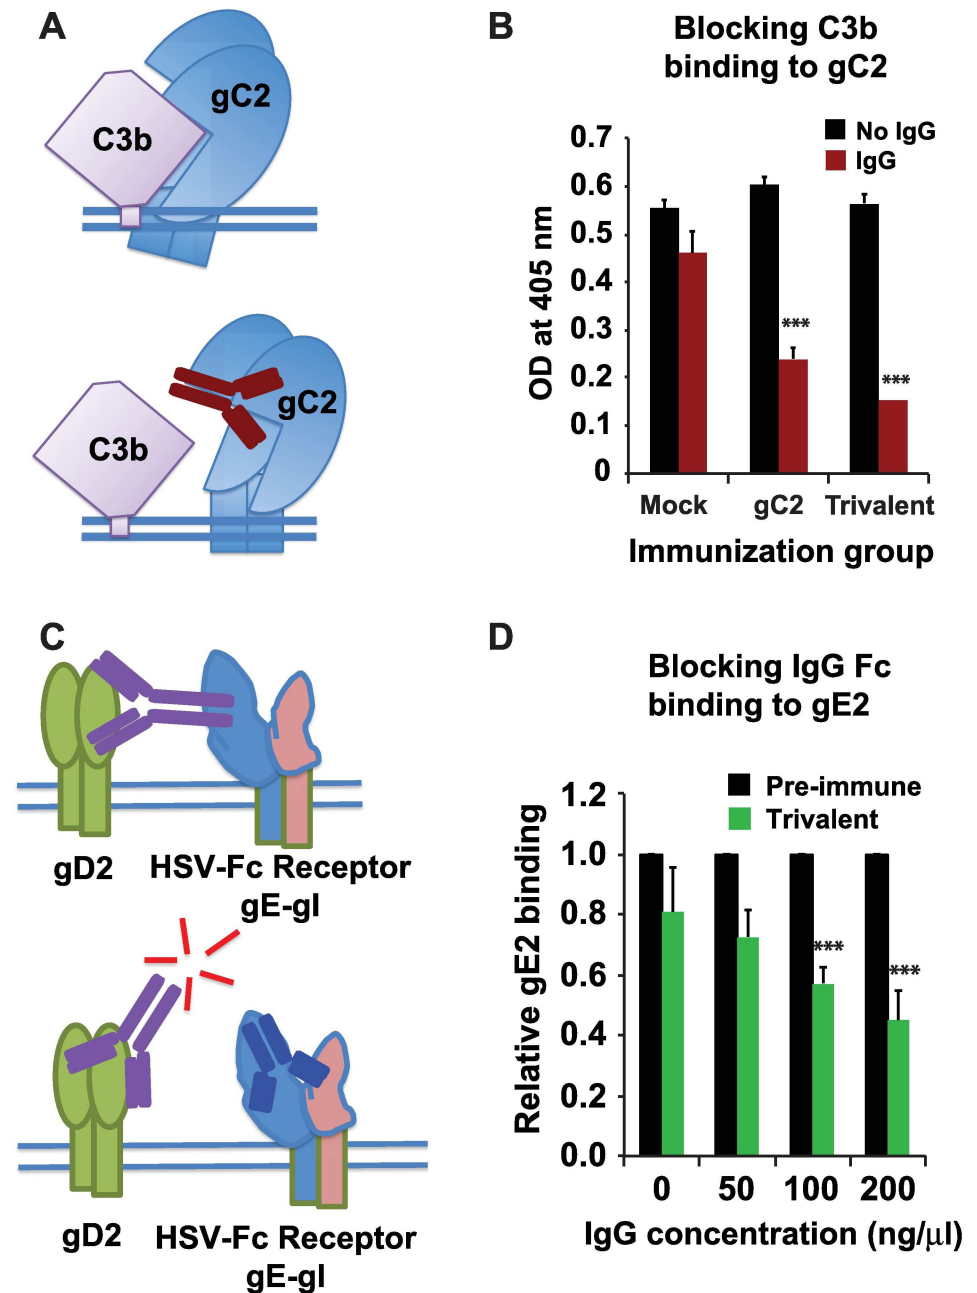 A
gC2
C3b
gC2
C3b
B
Blocking C3b
binding to gC2
No IgG
IgG
OD at 405 nm
0.7
0.6
0.5
0.4
0.3
0.2
0.1
0
***
***
Mock gC2 Trivalent
Immunization group
C
gD2
HSV-Fc Receptor
gE-gI
gD2
HSV-Fc Receptor
gE-gI
D
Blocking IgG Fc
binding to gE2
Pre-immune
Trivalent
Relative gE2 binding
1.2
1.0
0.8
0.6
0.4
0.2
0.0
***
***
0 50 100 200
IgG concentration (ng/µl)